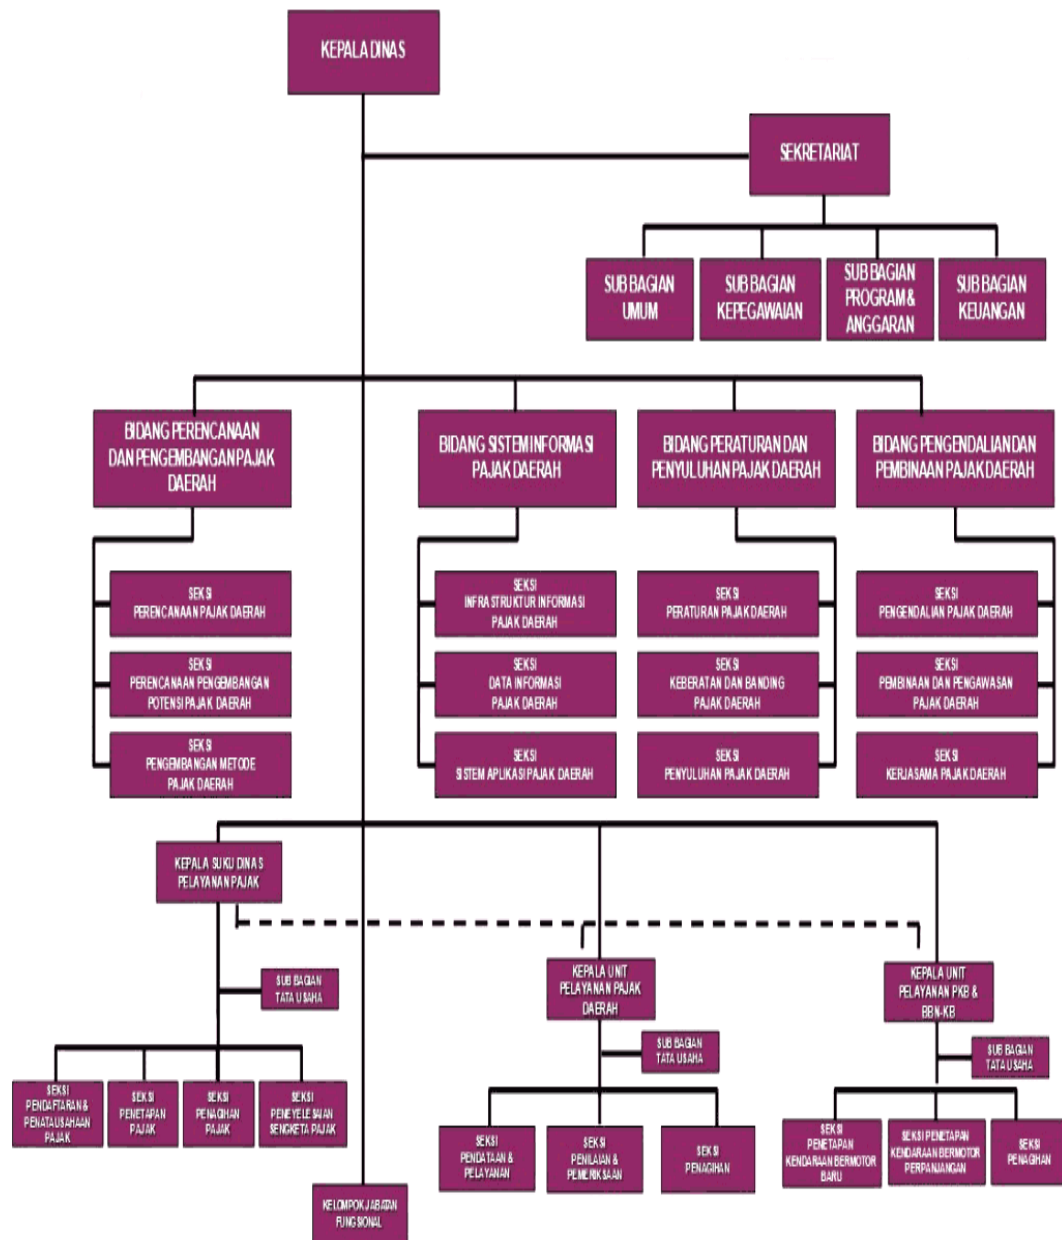 KEPALA DINAS
SEKRETARIAT
SUB BAGIAN
UMUM
SUB BAGIAN
KEPEGAWAIAN
SUB BAGIAN
PROGRAM &
ANGGARAN
SUB BAGIAN
KEUANGAN
BIDANG PERENCANAAN
DAN PENGEMBANGAN PAJAK
DAERAH
BIDANG SISTEM INFORMASI
PAJAK DAERAH
BIDANG PERATURAN DAN
PENYULUHAN PAJAK DAERAH
BIDANG PENGENDALIAN DAN
PEMBINAAN PAJAK DAERAH
SEKSI
PERENCANAAN PAJAK DAERAH
SEKSI
INFRASTRUKTUR INFORMASI
PAJAK DAERAH
SEKSI
PERATURAN PAJAK DAERAH
SEKSI
PENGENDALIAN PAJAK DAERAH
SEKSI
PERENCANAAN PENGEMBANGAN
POTENSI PAJAK DAERAH
SEKSI
DATA INFORMASI
PAJAK DAERAH
SEKSI
KEBERATAN DAN BANDING
PAJAK DAERAH
SEKSI
PEMBINAAN DAN PENGAWASAN
PAJAK DAERAH
SEKSI
PENGEMBANGAN METODE
PAJAK DAERAH
SEKSI
SISTEM APLIKASI PAJAK DAERAH
SEKSI
PENYULUHAN PAJAK DAERAH
SEKSI
KERJASAMA PAJAK DAERAH
KEPALA SUKU DINAS
PELAYANAN PAJAK
KEPALA UNIT
PELAYANAN PAJAK
DAERAH
KEPALA UNIT
PELAYANAN PKB &
BBN-KB
SUB BAGIAN
TATA USAHA
SUB BAGIAN
TATA USAHA
SUB BAGIAN
TATA USAHA
SEKSI
PENDAFTARAN &
PENATAUSAHAAN
PAJAK
SEKSI
PENETAPAN
PAJAK
SEKSI
PENAGIHAN
PAJAK
SEKSI
PENEYELESAIAN
SENGKETA PAJAK
SEKSI
PENDATAAN &
PELAYANAN
SEKSI
PENILAIAN &
PEMERIKSAAN
SEKSI
PENAGIHAN
SEKSI
PENETAPAN
KENDARAAN BERMOTOR
BARU
SEKSI PENETAPAN
KENDARAAN BERMOTOR
PERPANJANGAN
SEKSI
PENAGIHAN
KELOMPOK JABATAN
FUNGSIONAL